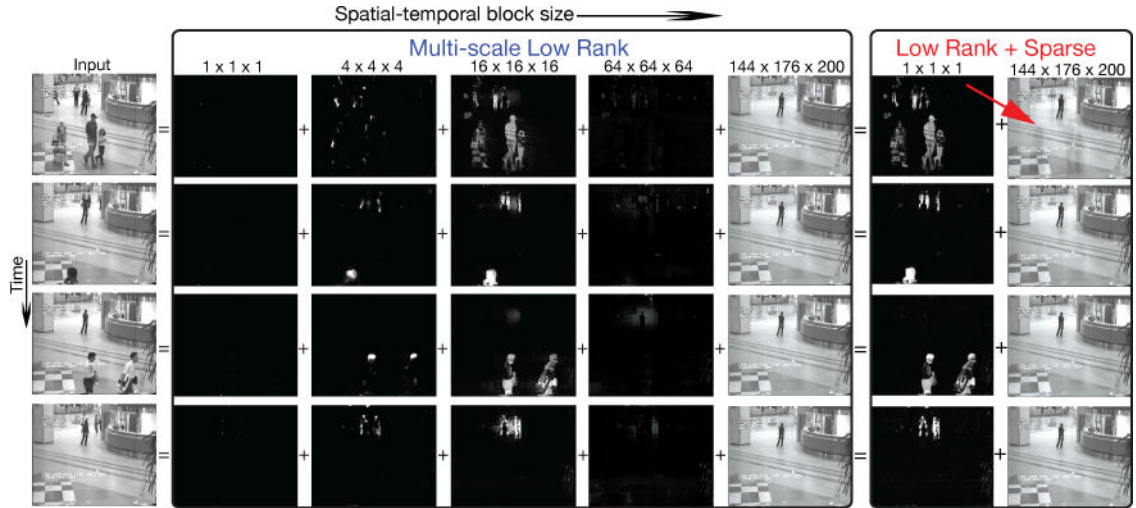 Spatial-temporal block size
Multi-scale Low Rank
Low Rank + Sparse
Input
1 x 1 x 1
4 x 4 x 4
16 x 16 x 16
64 x 64 x 64
144 x 176 x 200
1 x 1 x 1
144 x 176 x 200
= + + + + = +
= + + + + = +
Time
= + + + + = +
= + + + + = +